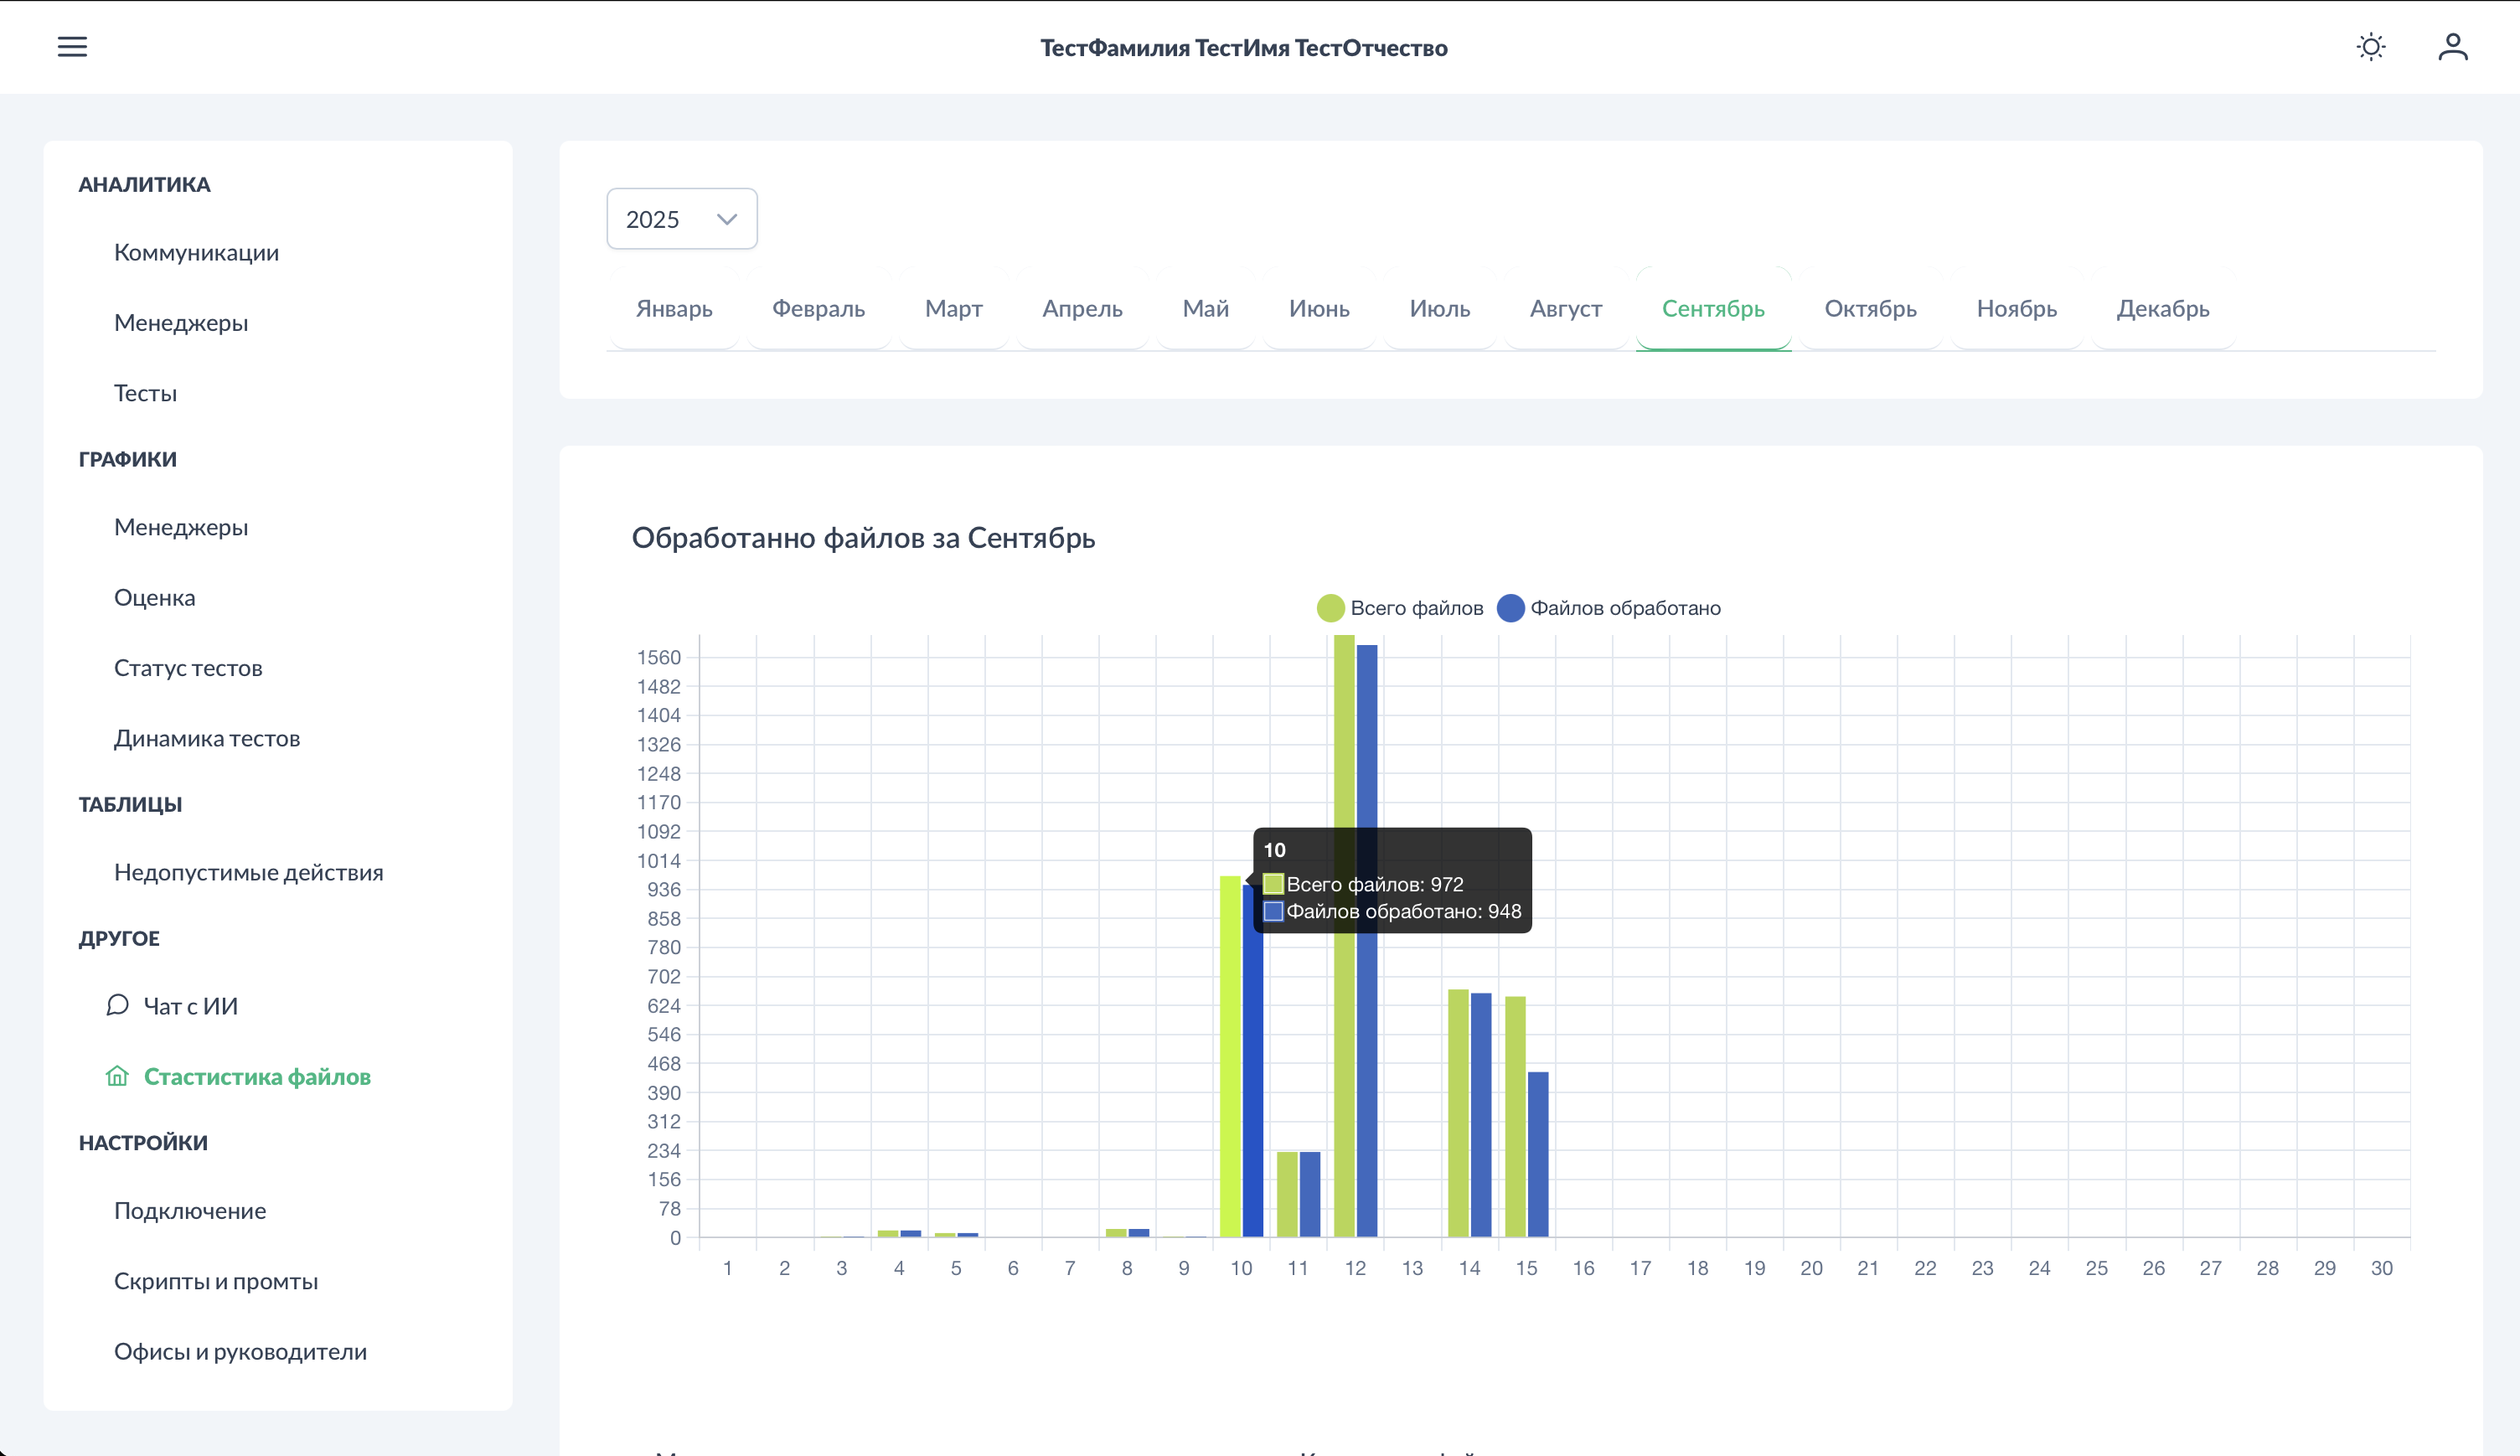 ТестФамилия ТестИмя ТестОтчество
АНАЛИТИКА
Коммуникации
Менеджеры
Тесты
ГРАФИКИ
Менеджеры
Оценка
Статус тестов
Динамика тестов
ТАБЛИЦЫ
Недопустимые действия
ДРУГОЕ
Чат с ИИ
Стастистика файлов
НАСТРОЙКИ
Подключение
Скрипты и промты
Офисы и руководители
2025
Январь Февраль Март Апрель Май Июнь Июль Август Сентябрь Октябрь Ноябрь Декабрь
Обработанно файлов за Сентябрь
Всего файлов Файлов обработано
1560
1482
1404
1326
1248
1170
1092
1014
936
858
780
702
624
546
468
390
312
234
156
78
0
10
Всего файлов: 972
Файлов обработано: 948
1 2 3 4 5 6 7 8 9 10 11 12 13 14 15 16 17 18 19 20 21 22 23 24 25 26 27 28 29 30